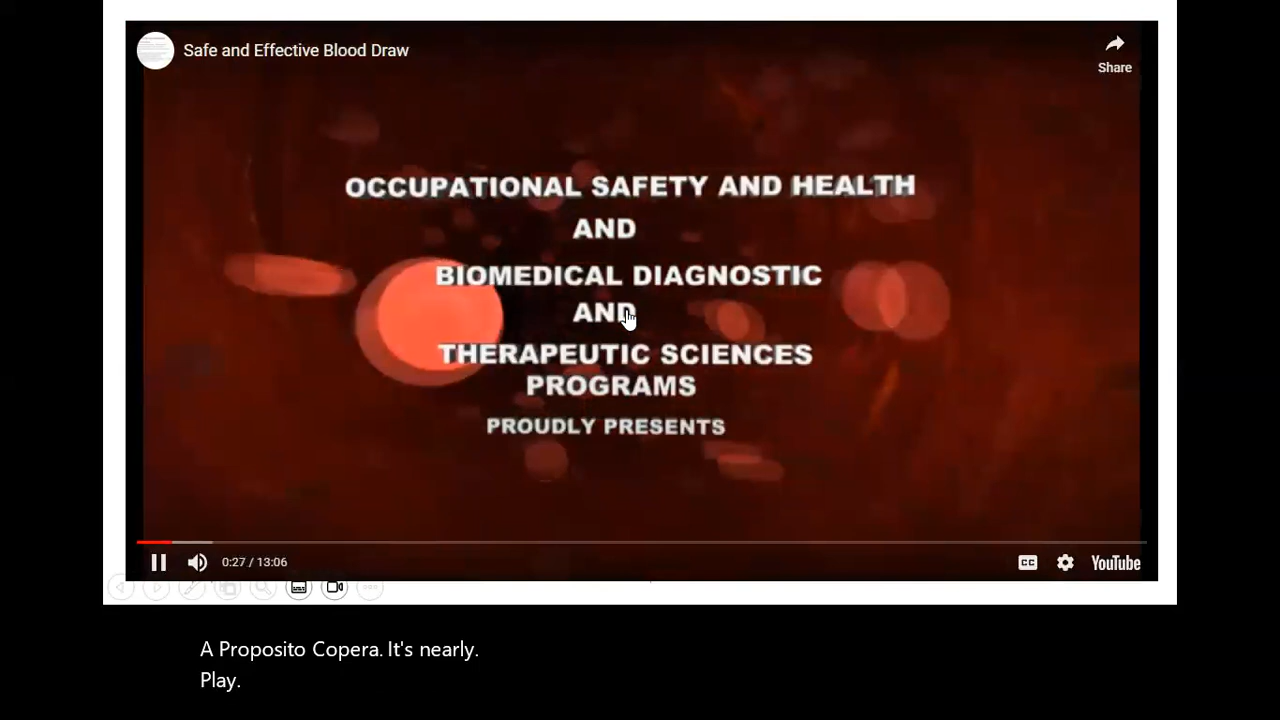 Safe and Effective Blood Draw
Share
OCCUPATIONAL SAFETY AND HEALTH
AND
BIOMEDICAL DIAGNOSTIC
AND
THERAPEUTIC SCIENCES
PROGRAMS
PROUDLY PRESENTS
0:27 / 13:06
CC
YouTube
A Proposito Copera. It's nearly.
Play.